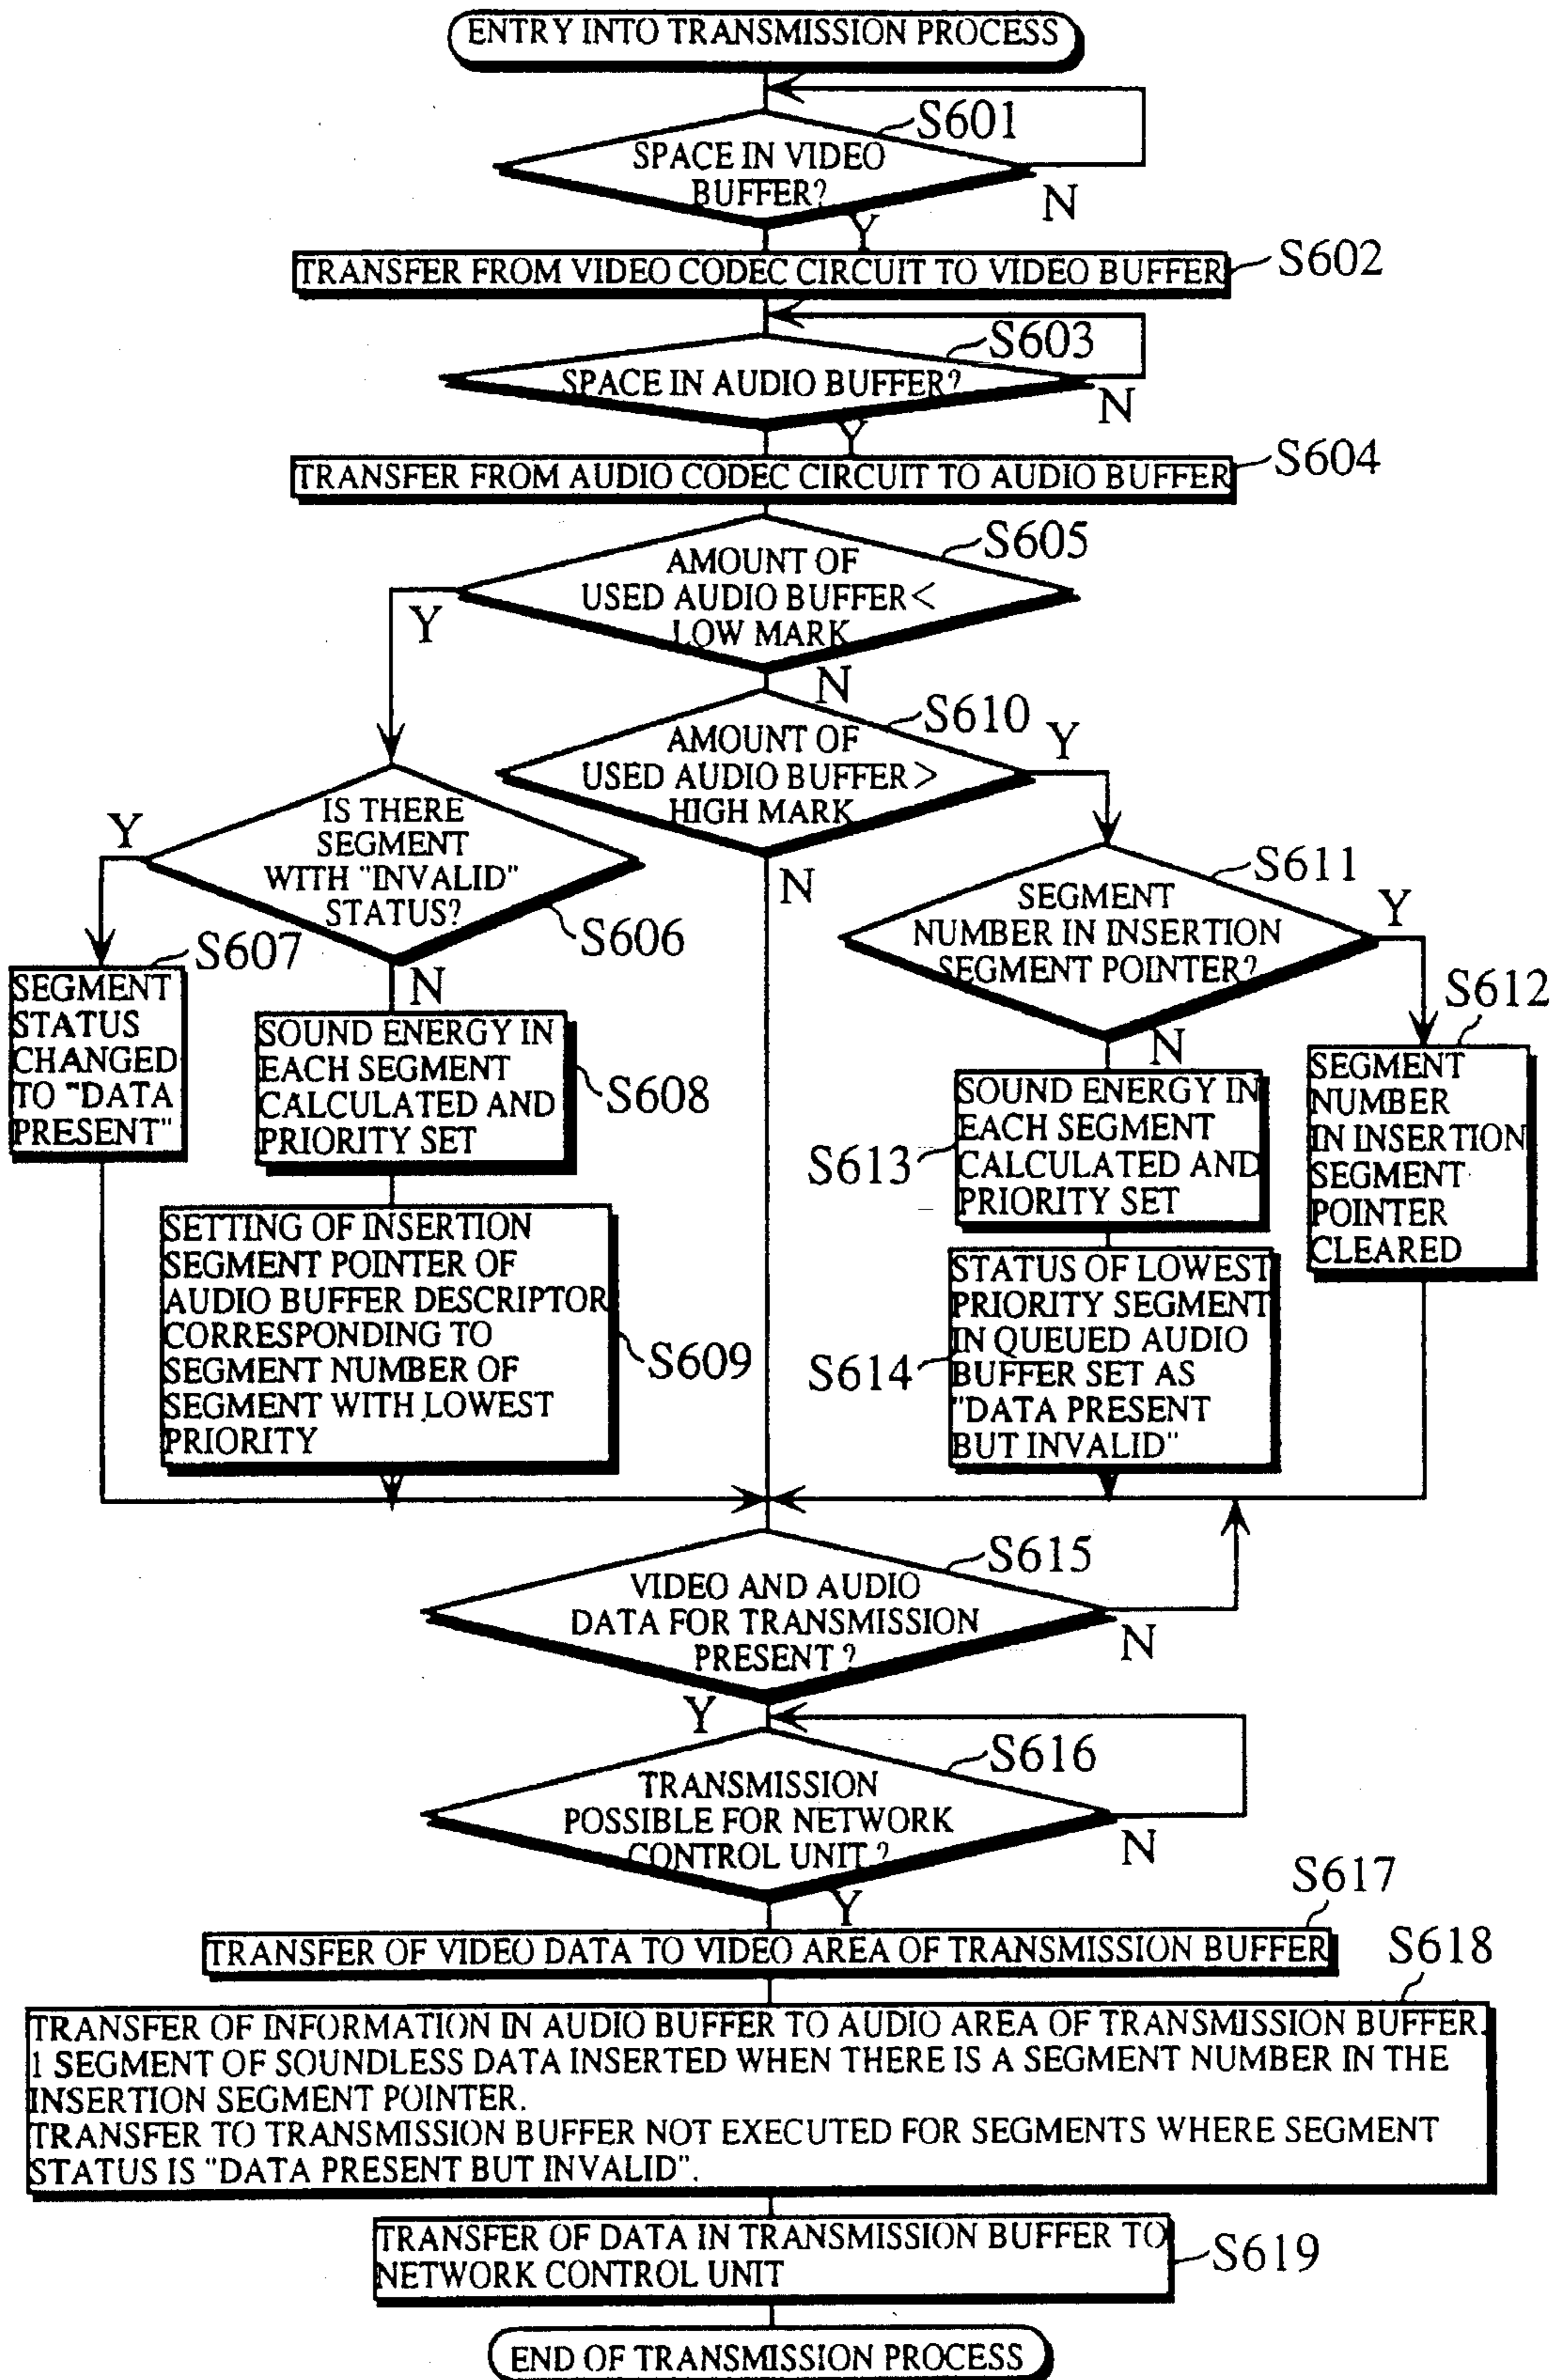 ENTRY INTO TRANSMISSION PROCESS
S601
SPACE IN VIDEO
BUFFER?
N
Y
TRANSFER FROM VIDEO CODEC CIRCUIT TO VIDEO BUFFER
S602
S603
SPACE IN AUDIO BUFFER?
N
Y
TRANSFER FROM AUDIO CODEC CIRCUIT TO AUDIO BUFFER
S604
S605
AMOUNT OF
USED AUDIO BUFFER<
LOW MARK
Y
N
S610
AMOUNT OF
USED AUDIO BUFFER>
HIGH MARK
Y
N
IS THERE
SEGMENT
WITH "INVALID"
STATUS?
Y
S606
N
S607
SEGMENT
STATUS
CHANGED
TO "DATA
PRESENT"
SOUND ENERGY IN
EACH SEGMENT
CALCULATED AND
PRIORITY SET
S608
SETTING OF INSERTION
SEGMENT POINTER OF
AUDIO BUFFER DESCRIPTOR
CORRESPONDING TO
SEGMENT NUMBER OF
SEGMENT WITH LOWEST
PRIORITY
S609
S611
SEGMENT
NUMBER IN INSERTION
SEGMENT POINTER?
Y
N
S612
SEGMENT
NUMBER
IN INSERTION
SEGMENT
POINTER
CLEARED
SOUND ENERGY IN
EACH SEGMENT
CALCULATED AND
PRIORITY SET
S613
STATUS OF LOWEST
PRIORITY SEGMENT
IN QUEUED AUDIO
BUFFER SET AS
"DATA PRESENT
BUT INVALID"
S614
S615
VIDEO AND AUDIO
DATA FOR TRANSMISSION
PRESENT ?
N
Y
S616
TRANSMISSION
POSSIBLE FOR NETWORK
CONTROL UNIT ?
N
Y
S617
TRANSFER OF VIDEO DATA TO VIDEO AREA OF TRANSMISSION BUFFER
S618
TRANSFER OF INFORMATION IN AUDIO BUFFER TO AUDIO AREA OF TRANSMISSION BUFFER.
1 SEGMENT OF SOUNDLESS DATA INSERTED WHEN THERE IS A SEGMENT NUMBER IN THE
INSERTION SEGMENT POINTER.
TRANSFER TO TRANSMISSION BUFFER NOT EXECUTED FOR SEGMENTS WHERE SEGMENT
STATUS IS "DATA PRESENT BUT INVALID".
TRANSFER OF DATA IN TRANSMISSION BUFFER TO
NETWORK CONTROL UNIT
S619
END OF TRANSMISSION PROCESS